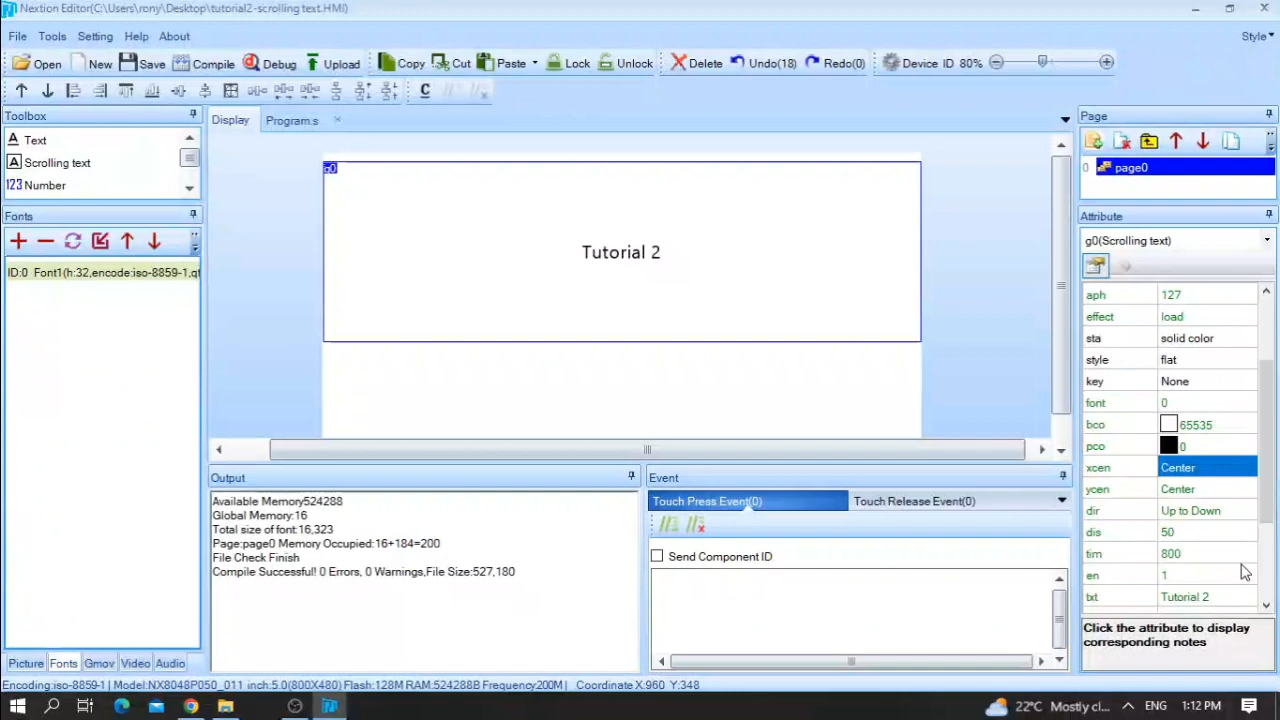 Nextion Editor(C:\Users\rony\Desktop\tutorial2-scrolling text.HMI)
File Tools Setting Help About Style
Open New Save Compile Debug Upload Copy Cut Paste Lock Unlock Delete Undo(18) Redo(0) Device ID 80%
C
Toolbox Display Program.s Page
Text
Scrolling text
123 Number
0 page0
Fonts
ID:0 Font1(h:32,encode:iso-8859-1,qt
g0
Tutorial 2
Attribute
g0(Scrolling text)
aph 127
effect load
sta solid color
style flat
key None
font 0
bco 65535
pco 0
xcen Center
ycen Center
dir Up to Down
dis 50
tim 800
en 1
txt Tutorial 2
Click the attribute to display
corresponding notes
Output
Available Memory524288
Global Memory:16
Total size of font:16,323
Page:page0 Memory Occupied:16+184=200
File Check Finish
Compile Successful! 0 Errors, 0 Warnings,File Size:527,180
Event
Touch Press Event(0) Touch Release Event(0)
Send Component ID
Picture Fonts Gmov Video Audio
Encoding:iso-8859-1 Model:NX8048P050_011 inch:5.0(800X480) Flash:128M RAM:524288B Frequency200M Coordinate X:960 Y:348
22°C Mostly cl... ENG 1:12 PM